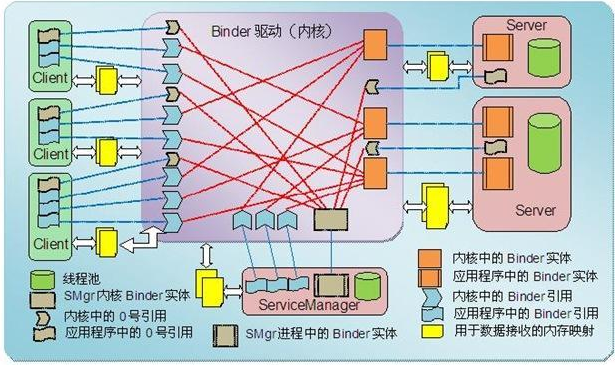 Binder 驱动（内核）
Server
Client
Client
Server
Client
ServiceManager
线程池
SMgr内核 Binder实体
内核中的 0号引用
应用程序中的 0号引用
SMgr进程中的 Binder实体
内核中的 Binder实体
应用程序中的 Binder实体
内核中的 Binder引用
应用程序中的 Binder引用
用于数据接收的内存映射